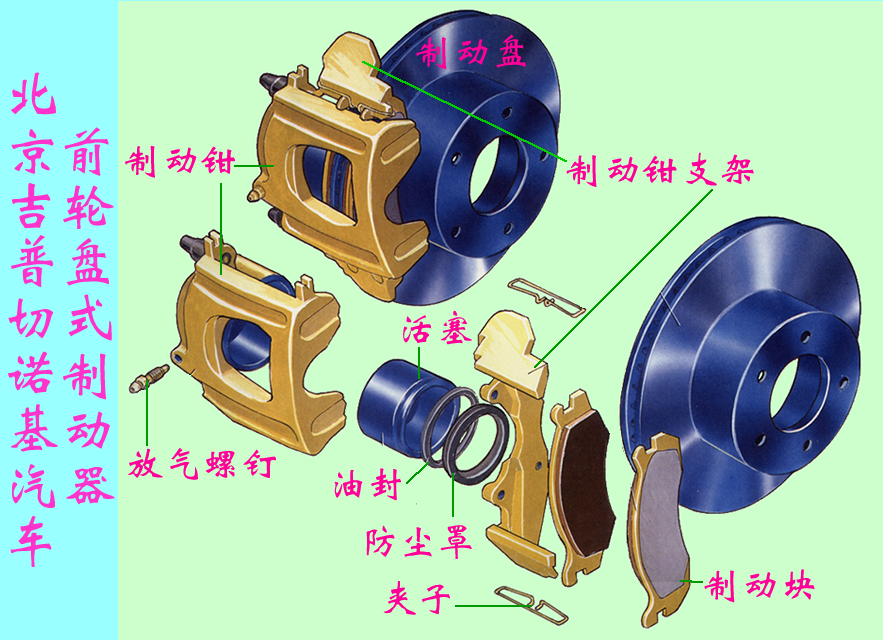 北京吉普切诺基汽车
前轮盘式制动器
制动盘
制动钳
制动钳支架
活塞
放气螺钉
油封
防尘罩
夹子
制动块